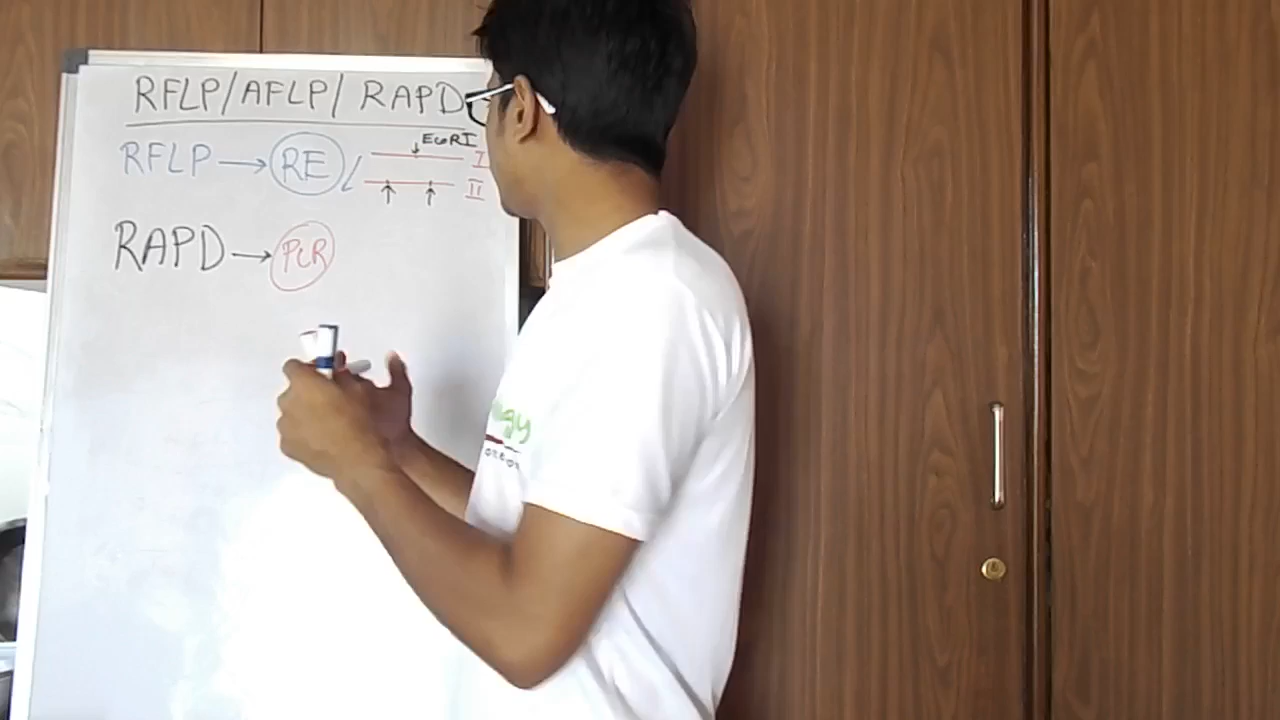 RFLP/AFLP/RAPD
EcoRI
RFLP → RE / I
II
RAPD → PCR